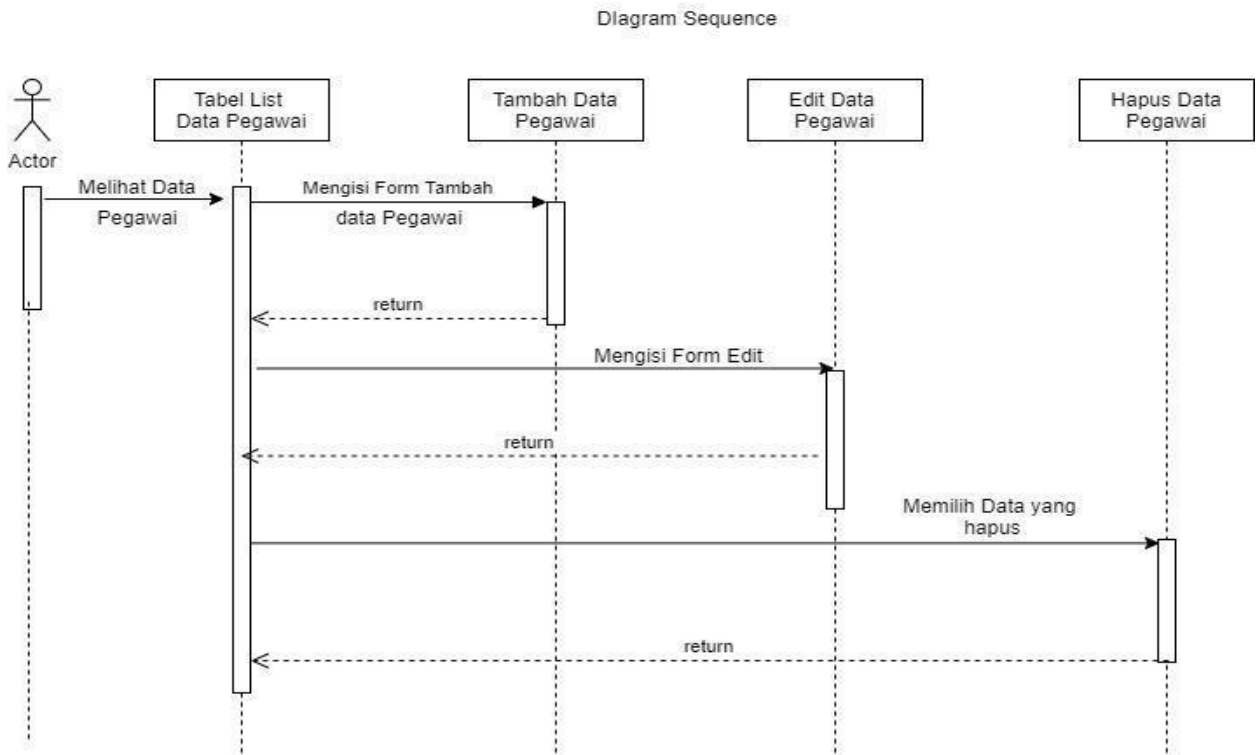 DIagram Sequence
Actor
Tabel List
Data Pegawai
Tambah Data
Pegawai
Edit Data
Pegawai
Hapus Data
Pegawai
Melihat Data
Pegawai
Mengisi Form Tambah
data Pegawai
return
Mengisi Form Edit
return
Memilih Data yang
hapus
return